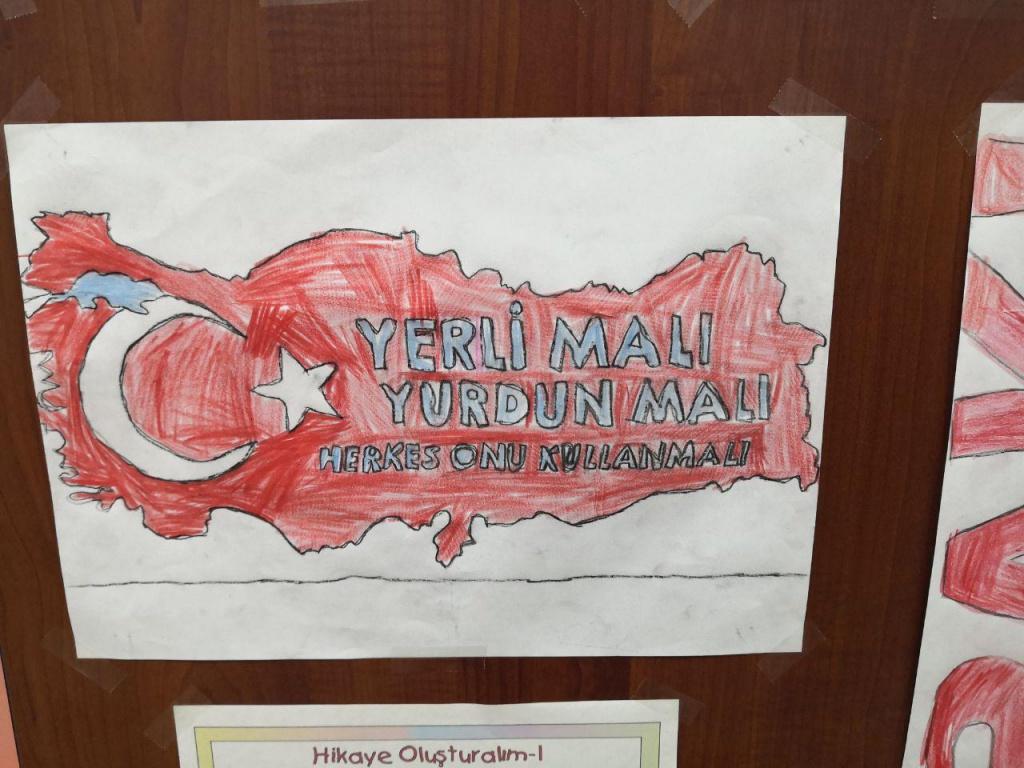 YERLİ MALI
YURDUN MALI
HERKES ONU KULLANMALI
Hikaye Oluşturalım-1